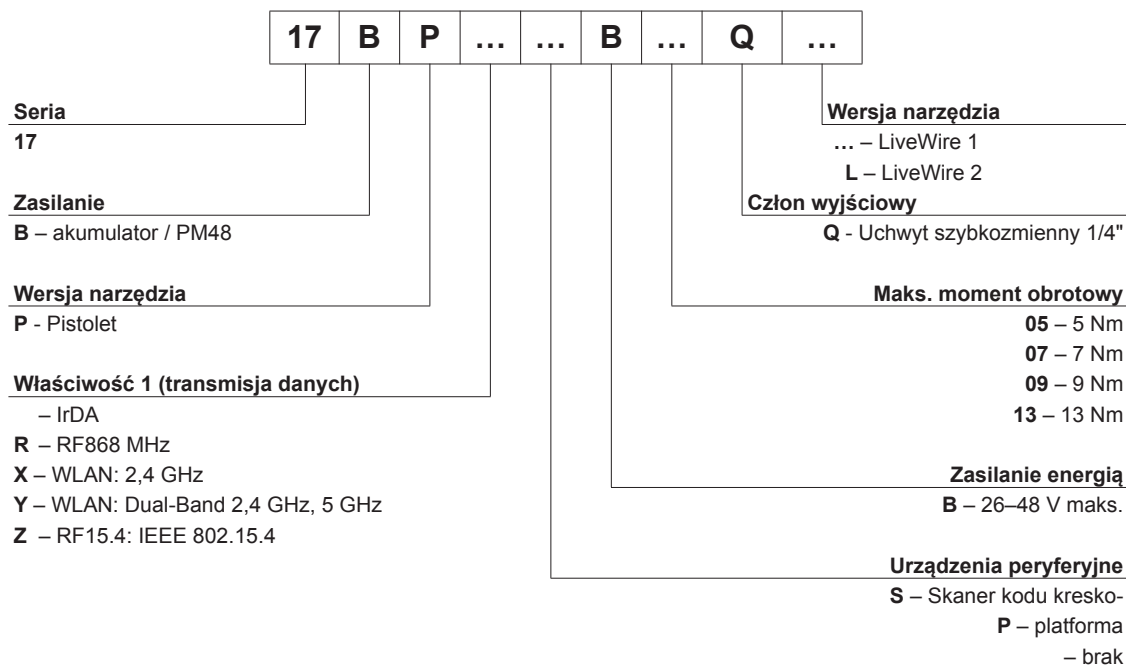 17 B P ... ... B ... Q ...
Seria
17
Zasilanie
B – akumulator / PM48
Wersja narzędzia
P - Pistolet
Właściwość 1 (transmisja danych)
– IrDA
R – RF868 MHz
X – WLAN: 2,4 GHz
Y – WLAN: Dual-Band 2,4 GHz, 5 GHz
Z – RF15.4: IEEE 802.15.4
Wersja narzędzia
... – LiveWire 1
L – LiveWire 2
Człon wyjściowy
Q - Uchwyt szybkozmienny 1/4"
Maks. moment obrotowy
05 – 5 Nm
07 – 7 Nm
09 – 9 Nm
13 – 13 Nm
Zasilanie energią
B – 26–48 V maks.
Urządzenia peryferyjne
S – Skaner kodu kresko-
P – platforma
– brak